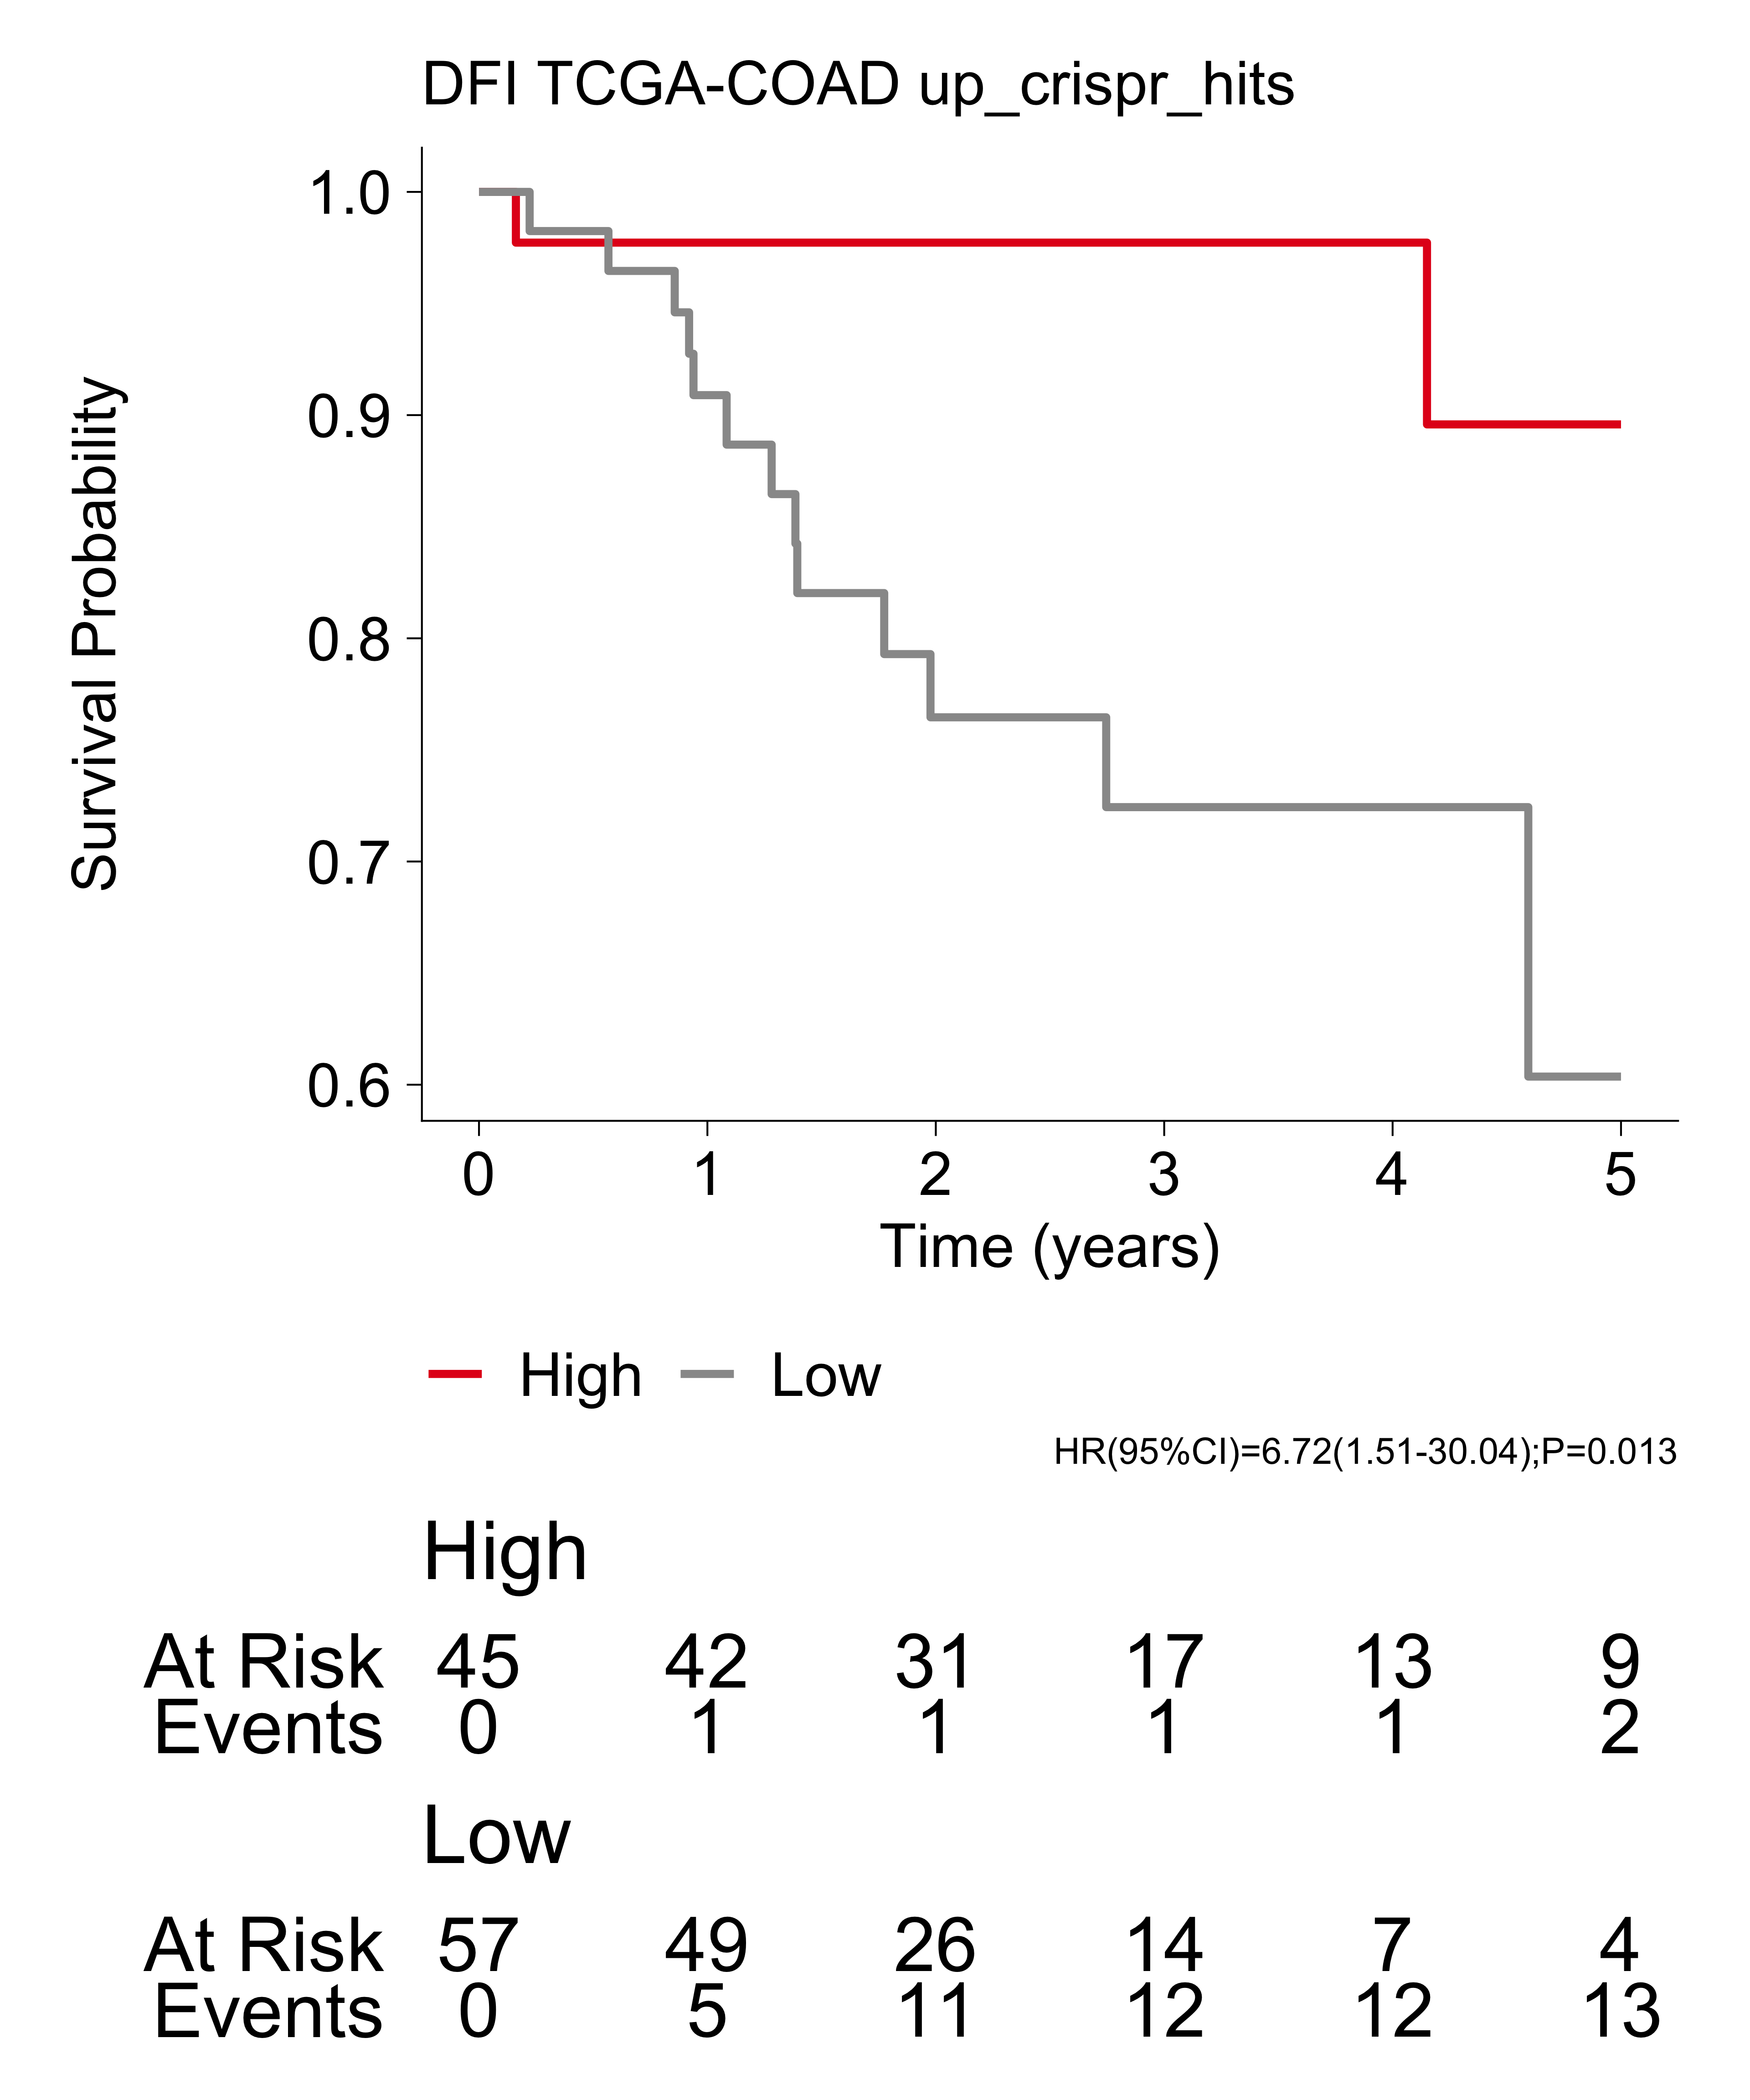 DFI TCGA-COAD up_crispr_hits
Survival Probability
1.0
0.9
0.8
0.7
0.6
0 1 2 3 4 5
Time (years)
High Low
HR(95%CI)=6.72(1.51-30.04);P=0.013
High
At Risk 45 42 31 17 13 9
Events 0 1 1 1 1 2
Low
At Risk 57 49 26 14 7 4
Events 0 5 11 12 12 13